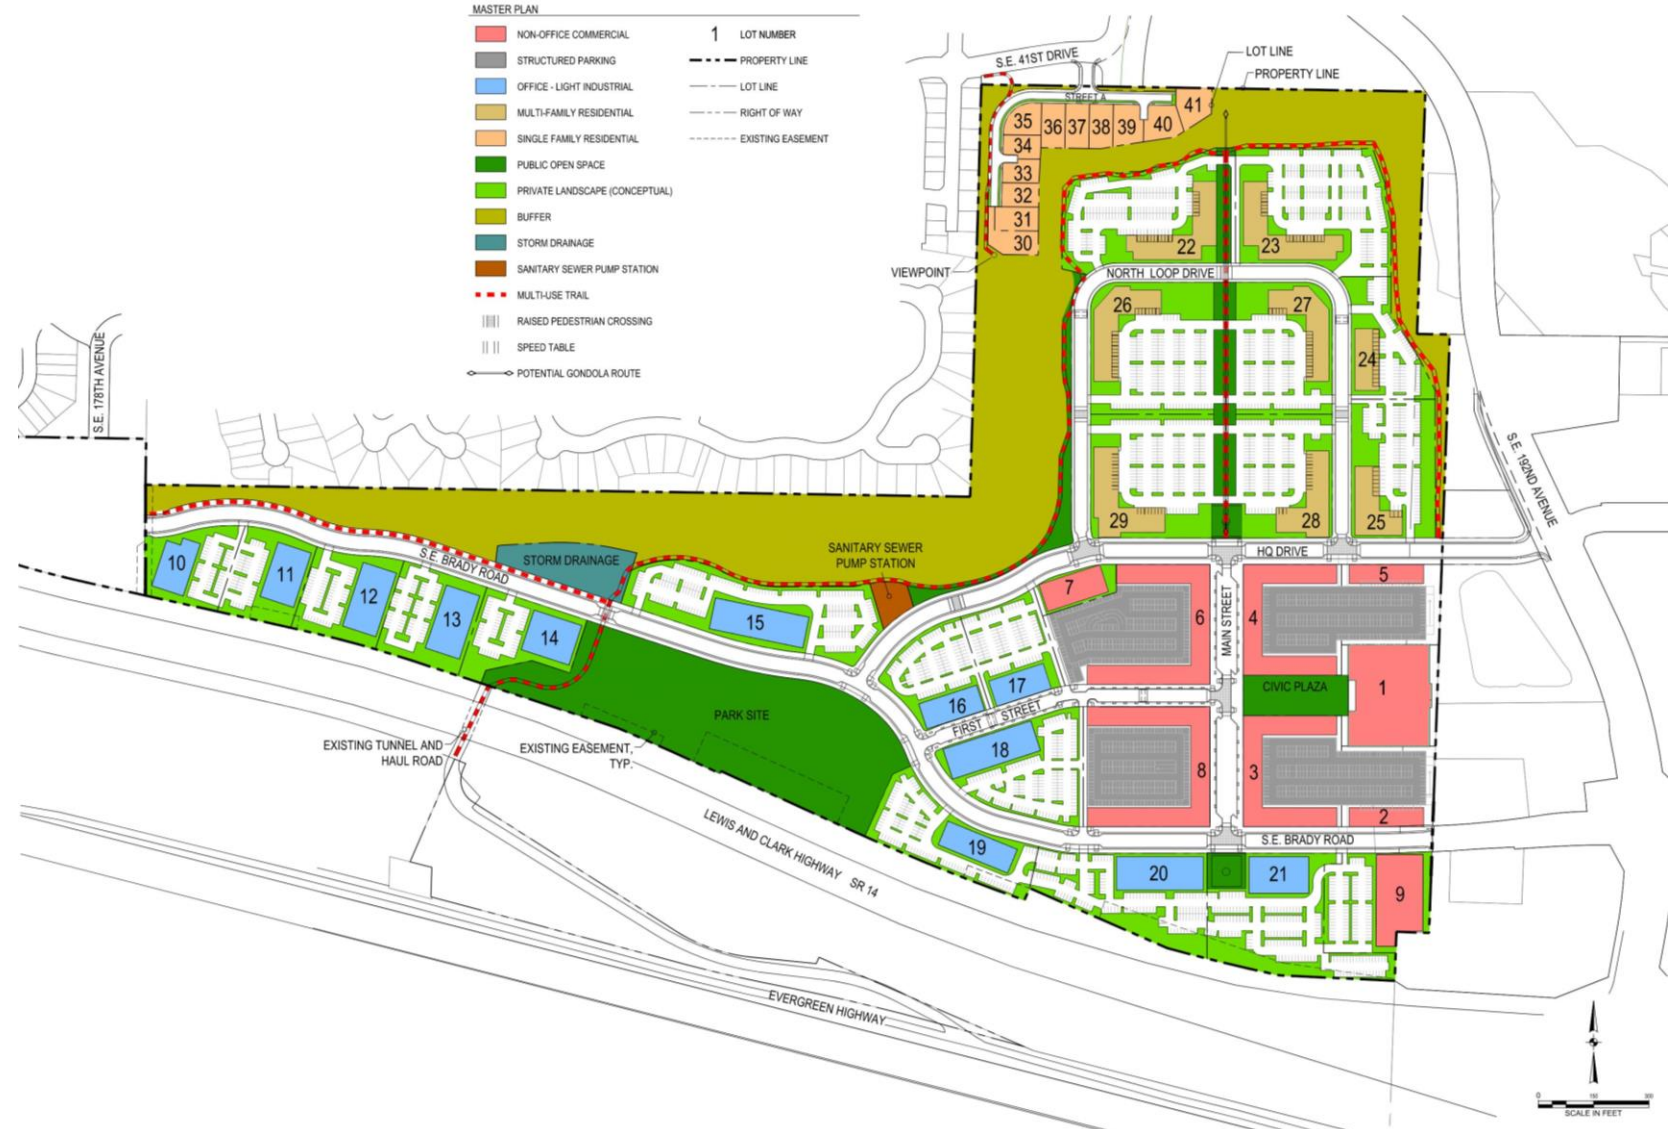 MASTER PLAN
NON-OFFICE COMMERCIAL
1 LOT NUMBER
STRUCTURED PARKING
PROPERTY LINE
OFFICE - LIGHT INDUSTRIAL
LOT LINE
MULTI-FAMILY RESIDENTIAL
RIGHT OF WAY
SINGLE FAMILY RESIDENTIAL
EXISTING EASEMENT
PUBLIC OPEN SPACE
PRIVATE LANDSCAPE (CONCEPTUAL)
BUFFER
STORM DRAINAGE
SANITARY SEWER PUMP STATION
MULTI-USE TRAIL
RAISED PEDESTRIAN CROSSING
SPEED TABLE
POTENTIAL GONDOLA ROUTE
S.E. 41ST DRIVE
LOT LINE
PROPERTY LINE
STREET A
41
35
36
37
38
39
40
34
33
32
31
30
VIEWPOINT
22
23
NORTH LOOP DRIVE
26
27
24
S.E. 178TH AVENUE
S.E. 192ND AVENUE
29
28
25
HQ DRIVE
STORM DRAINAGE
SANITARY SEWER
PUMP STATION
S.E. BRADY ROAD
10
11
12
13
14
15
7
6
MAIN STREET
4
5
16
17
FIRST STREET
18
CIVIC PLAZA
1
PARK SITE
EXISTING TUNNEL AND
HAUL ROAD
EXISTING EASEMENT,
TYP.
8
3
2
S.E. BRADY ROAD
LEWIS AND CLARK HIGHWAY SR 14
19
20
21
9
EVERGREEN HIGHWAY
0 150 300
SCALE IN FEET